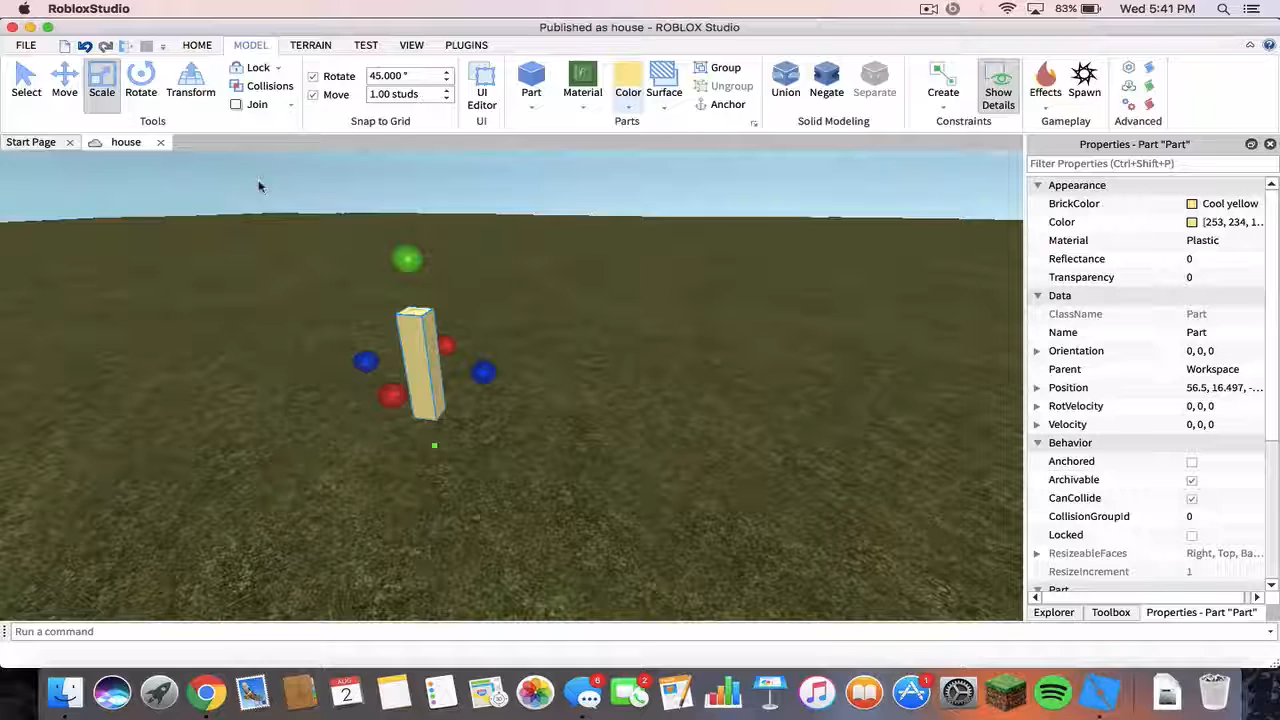 RobloxStudio 83% Wed 5:41 PM
Published as house - ROBLOX Studio
FILE HOME MODEL TERRAIN TEST VIEW PLUGINS
Select Move Scale Rotate Transform
Lock
Collisions
Join
Tools
Rotate 45.000 °
Move 1.00 studs
Snap to Grid
UI
Editor
UI
Part Material Color Surface
Group
Ungroup
Anchor
Parts
Union Negate Separate
Solid Modeling
Create Show
Details
Constraints
Effects Spawn
Gameplay
Advanced
Start Page house
Properties - Part "Part"
Filter Properties (Ctrl+Shift+P)
Appearance
BrickColor Cool yellow
Color [253, 234, 1...
Material Plastic
Reflectance 0
Transparency 0
Data
ClassName Part
Name Part
Orientation 0, 0, 0
Parent Workspace
Position 56.5, 16.497, -...
RotVelocity 0, 0, 0
Velocity 0, 0, 0
Behavior
Anchored
Archivable
CanCollide
CollisionGroupId 0
Locked
ResizeableFaces Right, Top, Ba...
ResizeIncrement 1
Part
Explorer Toolbox Properties - Part "Part"
Run a command
2
6
2
1